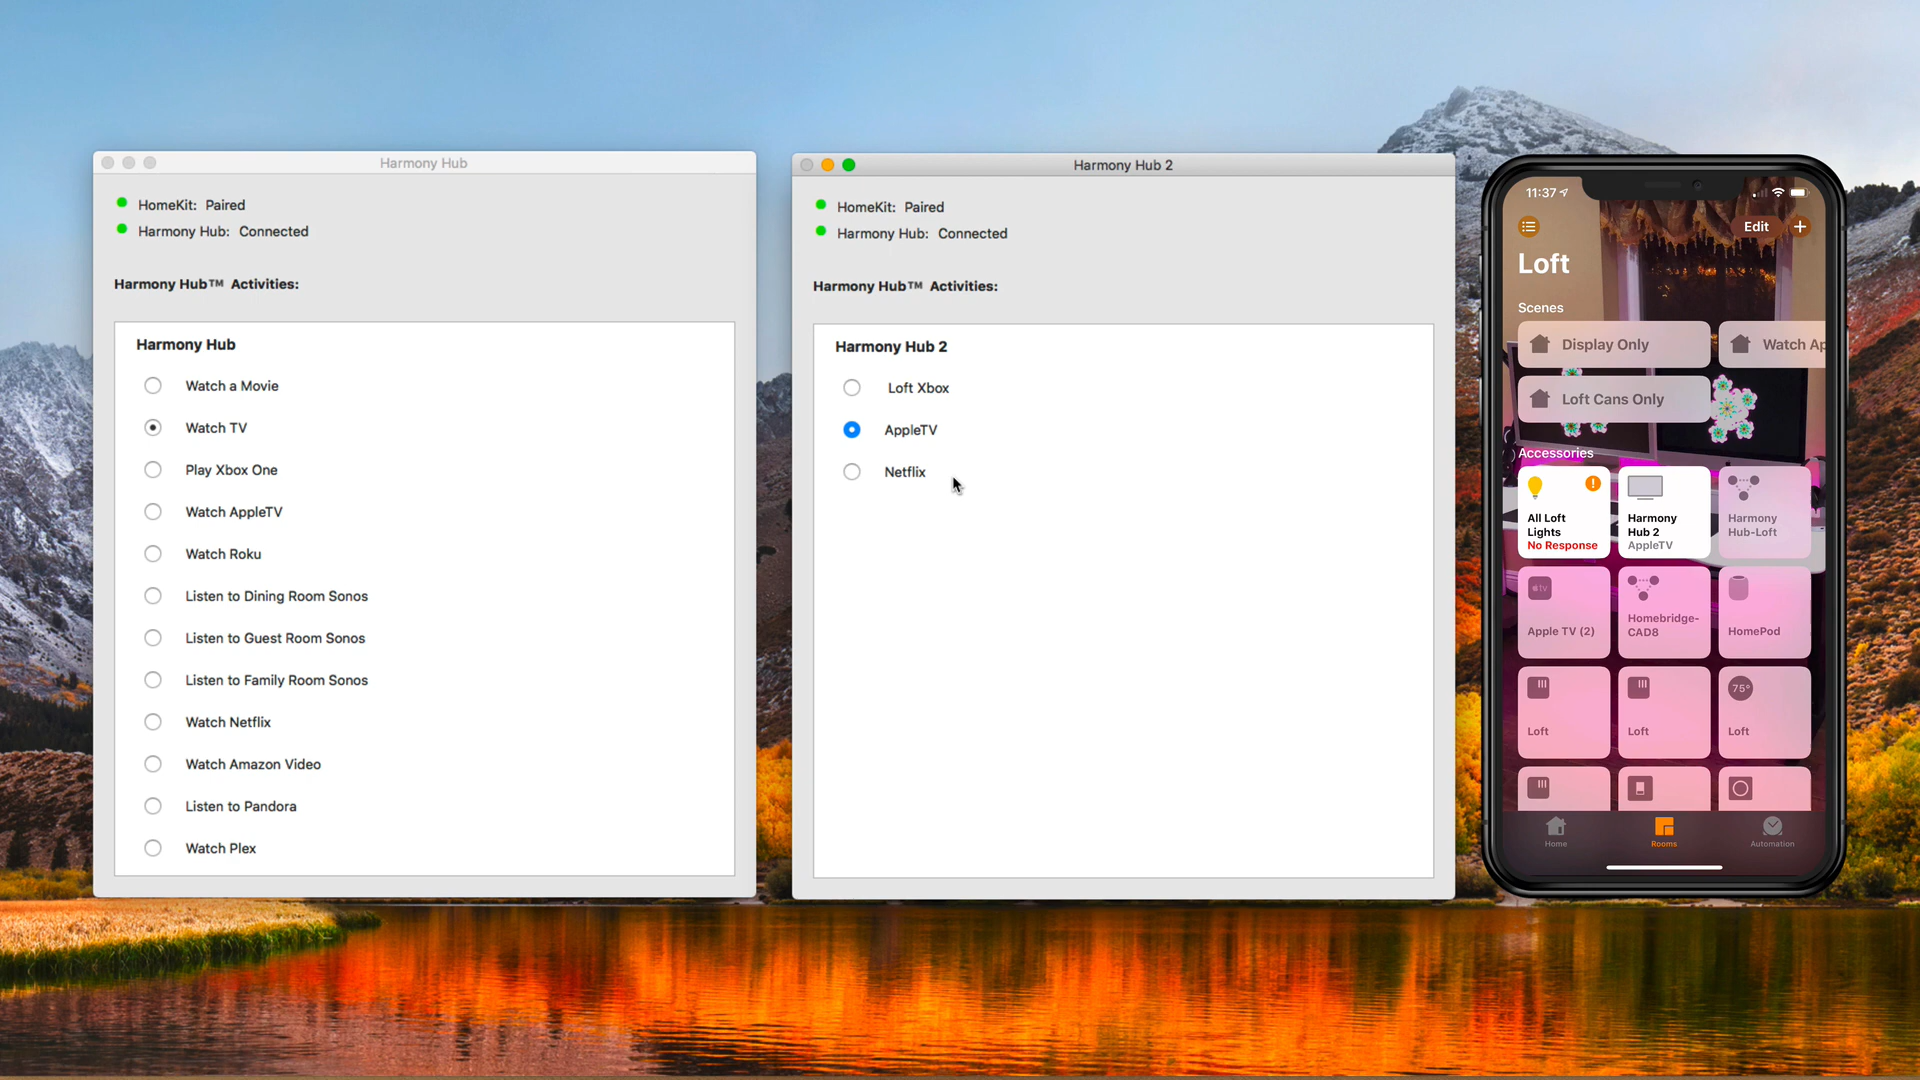 Harmony Hub
HomeKit: Paired
Harmony Hub: Connected
Harmony Hub™ Activities:
Harmony Hub
Watch a Movie
Watch TV
Play Xbox One
Watch AppleTV
Watch Roku
Listen to Dining Room Sonos
Listen to Guest Room Sonos
Listen to Family Room Sonos
Watch Netflix
Watch Amazon Video
Listen to Pandora
Watch Plex
Harmony Hub 2
HomeKit: Paired
Harmony Hub: Connected
Harmony Hub™ Activities:
Harmony Hub 2
Loft Xbox
AppleTV
Netflix
11:37
Edit +
Loft
Scenes
Display Only
Watch Ap
Loft Cans Only
Accessories
!
All Loft
Lights
No Response
Harmony
Hub 2
AppleTV
Harmony
Hub-Loft
tv
Apple TV (2)
Homebridge-
CAD8
HomePod
Loft
Loft
75°
Loft
Home
Rooms
Automation